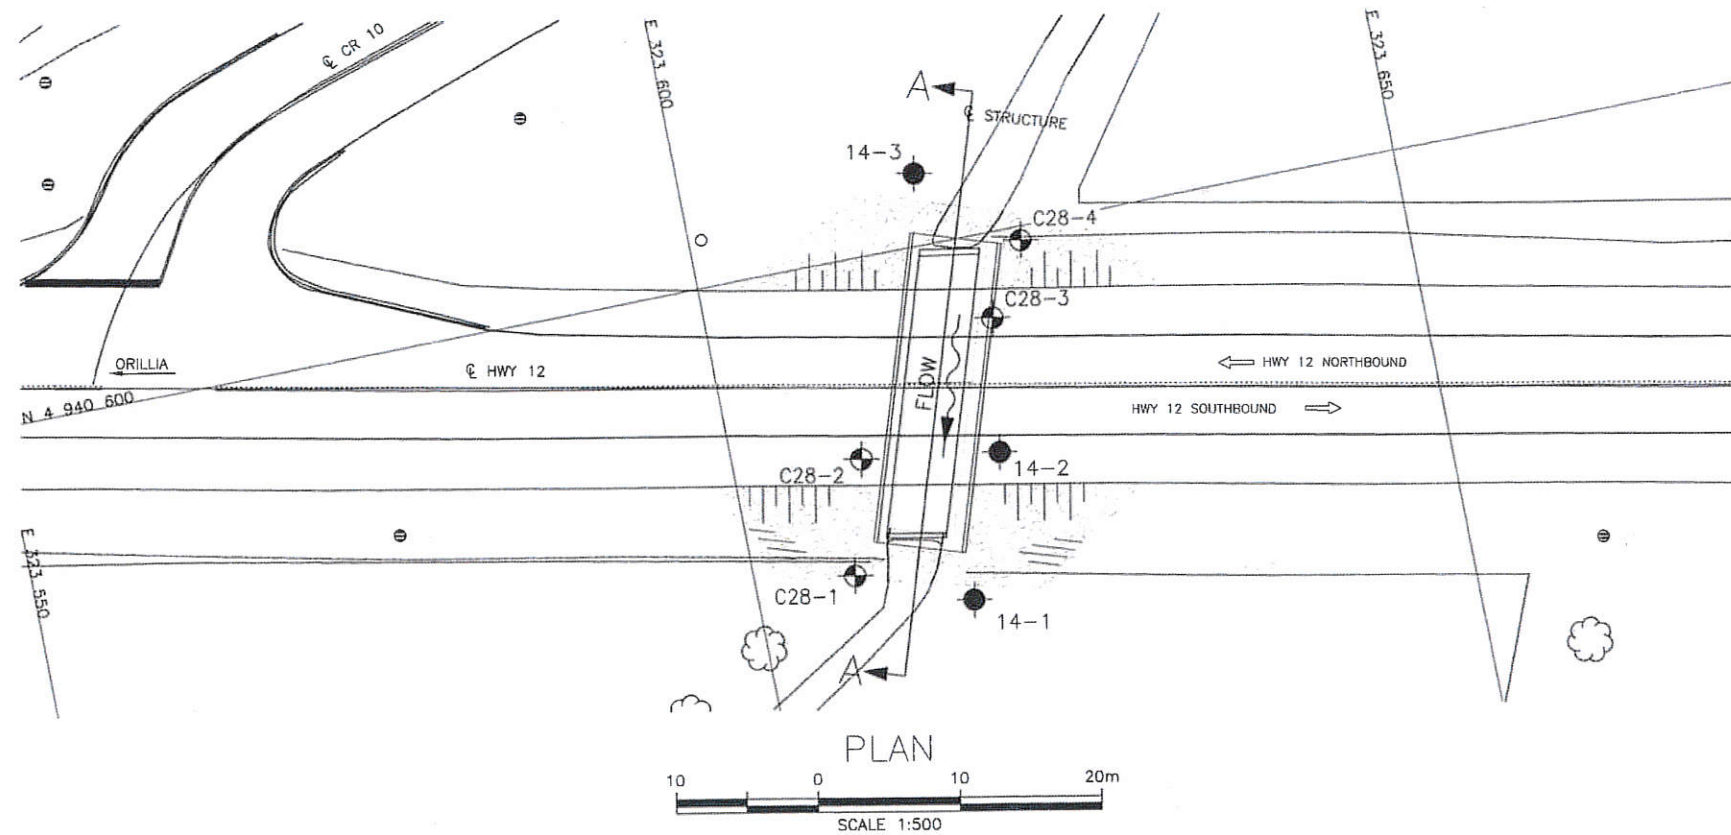 ℄ CR 10
E 323 600
E 323 650
A
℄ STRUCTURE
14-3
C28-4
C28-3
ORILLIA
℄ HWY 12
HWY 12 NORTHBOUND
N 4 940 600
FLOW
HWY 12 SOUTHBOUND
C28-2
14-2
E 323 550
C28-1
14-1
A
PLAN
10 0 10 20m
SCALE 1:500